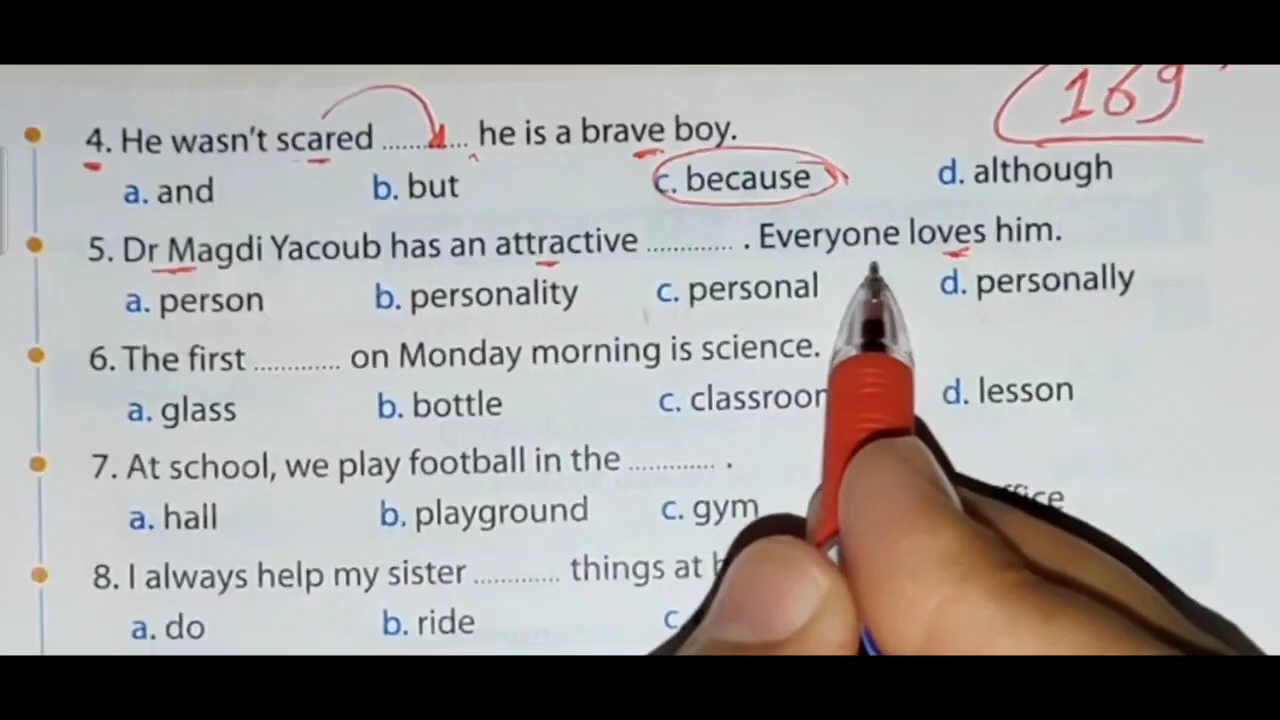 169
4. He wasn't scared ............ he is a brave boy.
a. and b. but c. because d. although
5. Dr Magdi Yacoub has an attractive ............ . Everyone loves him.
a. person b. personality c. personal d. personally
6. The first ............ on Monday morning is science.
a. glass b. bottle c. d. lesson
7. At school, we play football in the ............ .
a. hall b. playground c. gym
8. I always help my sister ............ things at
a. do b. ride c.